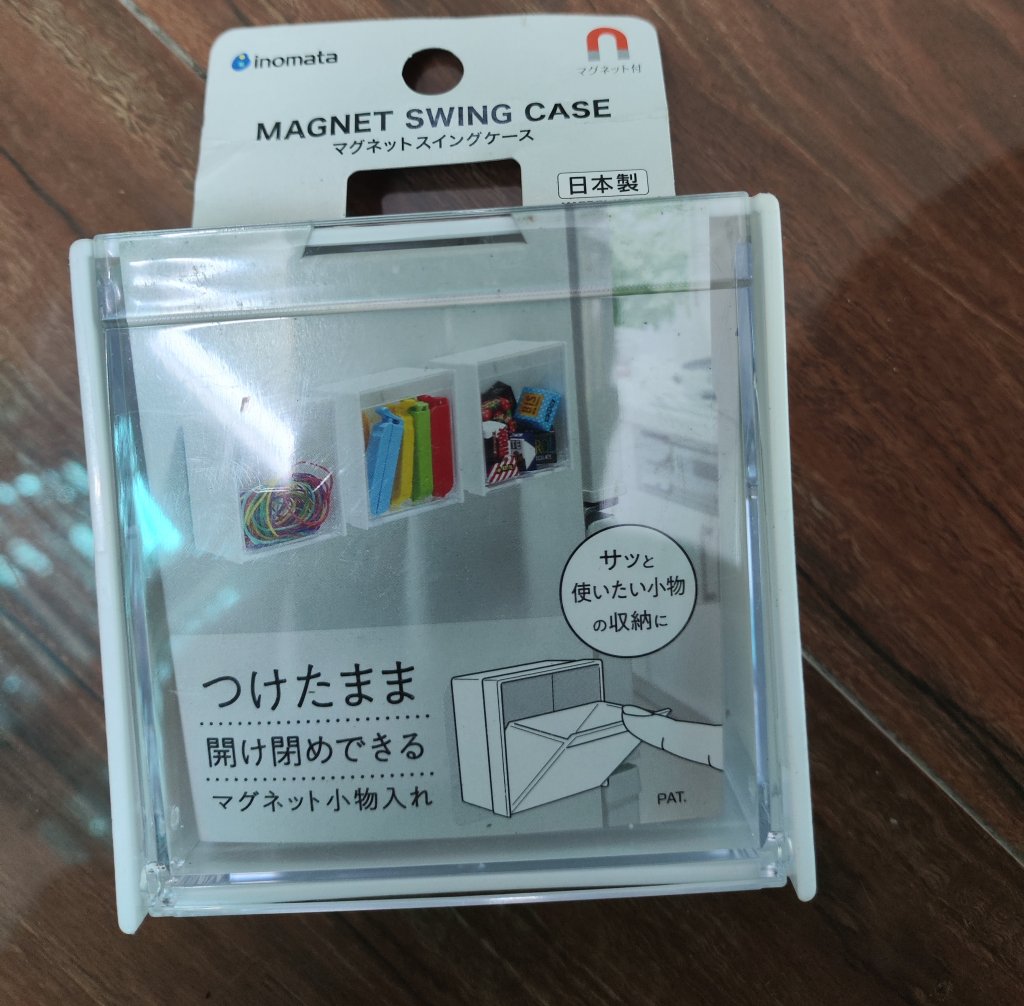 inomata
マグネット付
MAGNET SWING CASE
マグネットスイングケース
日本製
サッと
使いたい小物
の収納に
つけたまま
開け閉めできる
マグネット小物入れ
PAT.